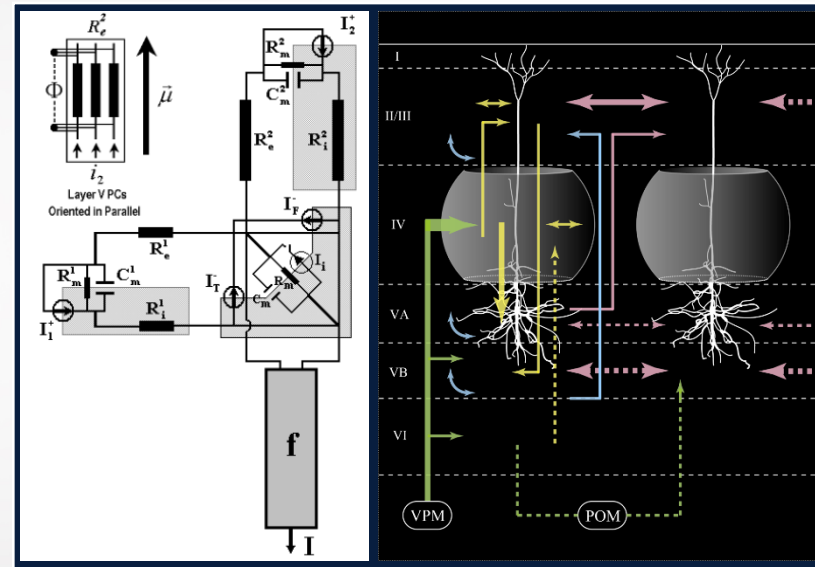 R_e^2
Φ
μ⃗
i_2
Layer V PCs
Oriented in Parallel
I_2^+
R_m^2
C_m^2
R_e^2
R_i^2
I_F^-
R_e^1
I_i
R_m
C_m
I_T^-
R_m^1
C_m^1
I_1^+
R_i^1
f
I
I
II/III
IV
VA
VB
VI
VPM
POM